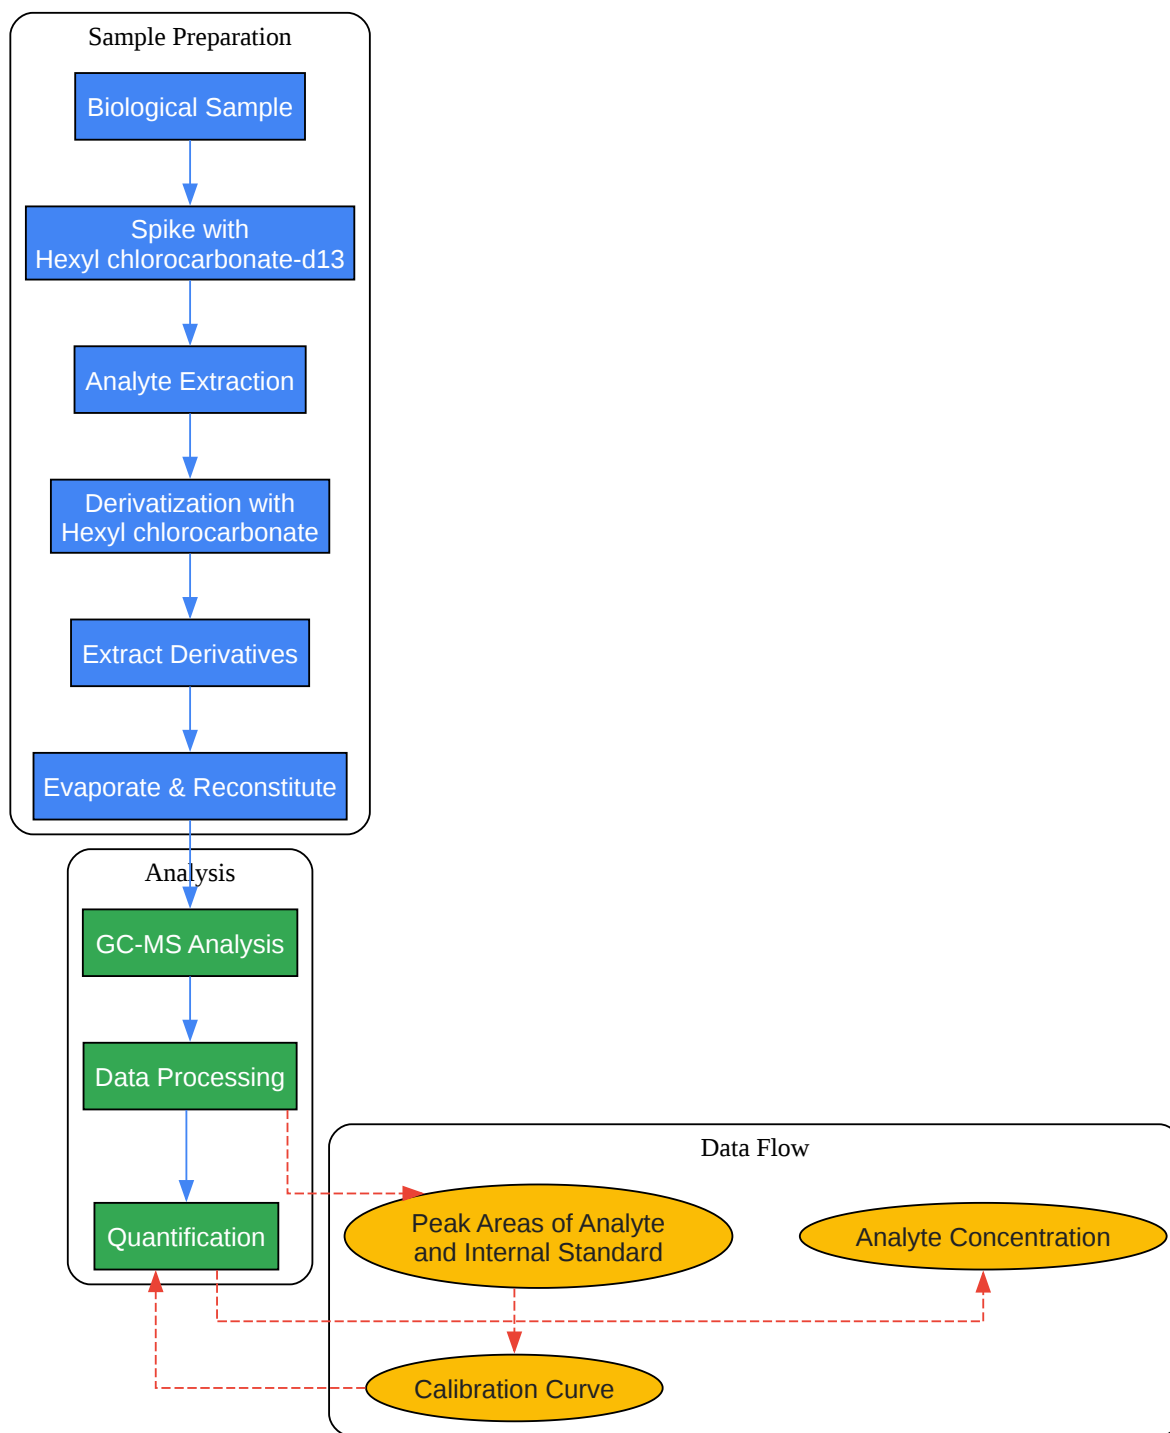 Sample Preparation
Biological Sample
Spike with
Hexyl chlorocarbonate-d13
Analyte Extraction
Derivatization with
Hexyl chlorocarbonate
Extract Derivatives
Evaporate & Reconstitute
Analysis
GC-MS Analysis
Data Processing
Quantification
Data Flow
Peak Areas of Analyte
and Internal Standard
Analyte Concentration
Calibration Curve